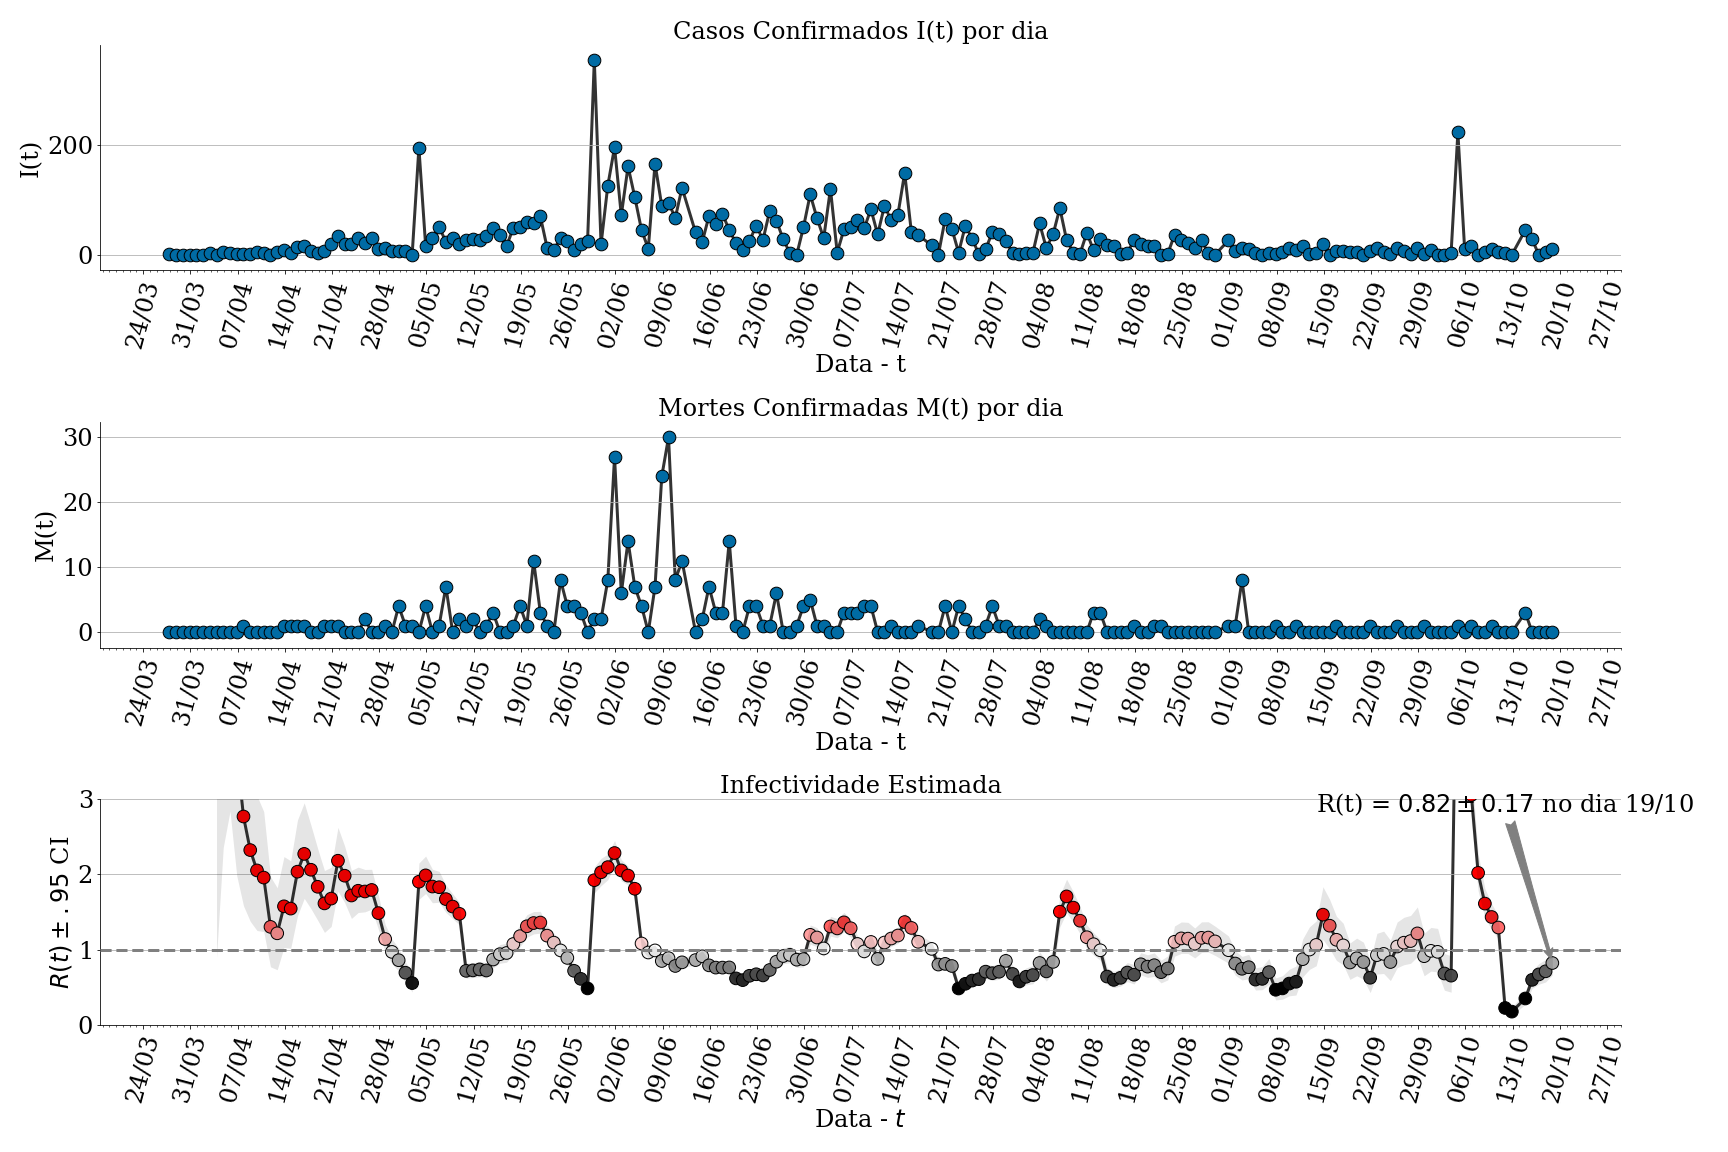 Casos Confirmados I(t) por dia
I(t)
200
0
24/03 31/03 07/04 14/04 21/04 28/04 05/05 12/05 19/05 26/05 02/06 09/06 16/06 23/06 30/06 07/07 14/07 21/07 28/07 04/08 11/08 18/08 25/08 01/09 08/09 15/09 22/09 29/09 06/10 13/10 20/10 27/10
Data - t
Mortes Confirmadas M(t) por dia
M(t)
30
20
10
0
24/03 31/03 07/04 14/04 21/04 28/04 05/05 12/05 19/05 26/05 02/06 09/06 16/06 23/06 30/06 07/07 14/07 21/07 28/07 04/08 11/08 18/08 25/08 01/09 08/09 15/09 22/09 29/09 06/10 13/10 20/10 27/10
Data - t
Infectividade Estimada
R(t) ± .95 CI
3
R(t) = 0.82 ± 0.17 no dia 19/10
2
1
0
24/03 31/03 07/04 14/04 21/04 28/04 05/05 12/05 19/05 26/05 02/06 09/06 16/06 23/06 30/06 07/07 14/07 21/07 28/07 04/08 11/08 18/08 25/08 01/09 08/09 15/09 22/09 29/09 06/10 13/10 20/10 27/10
Data - t